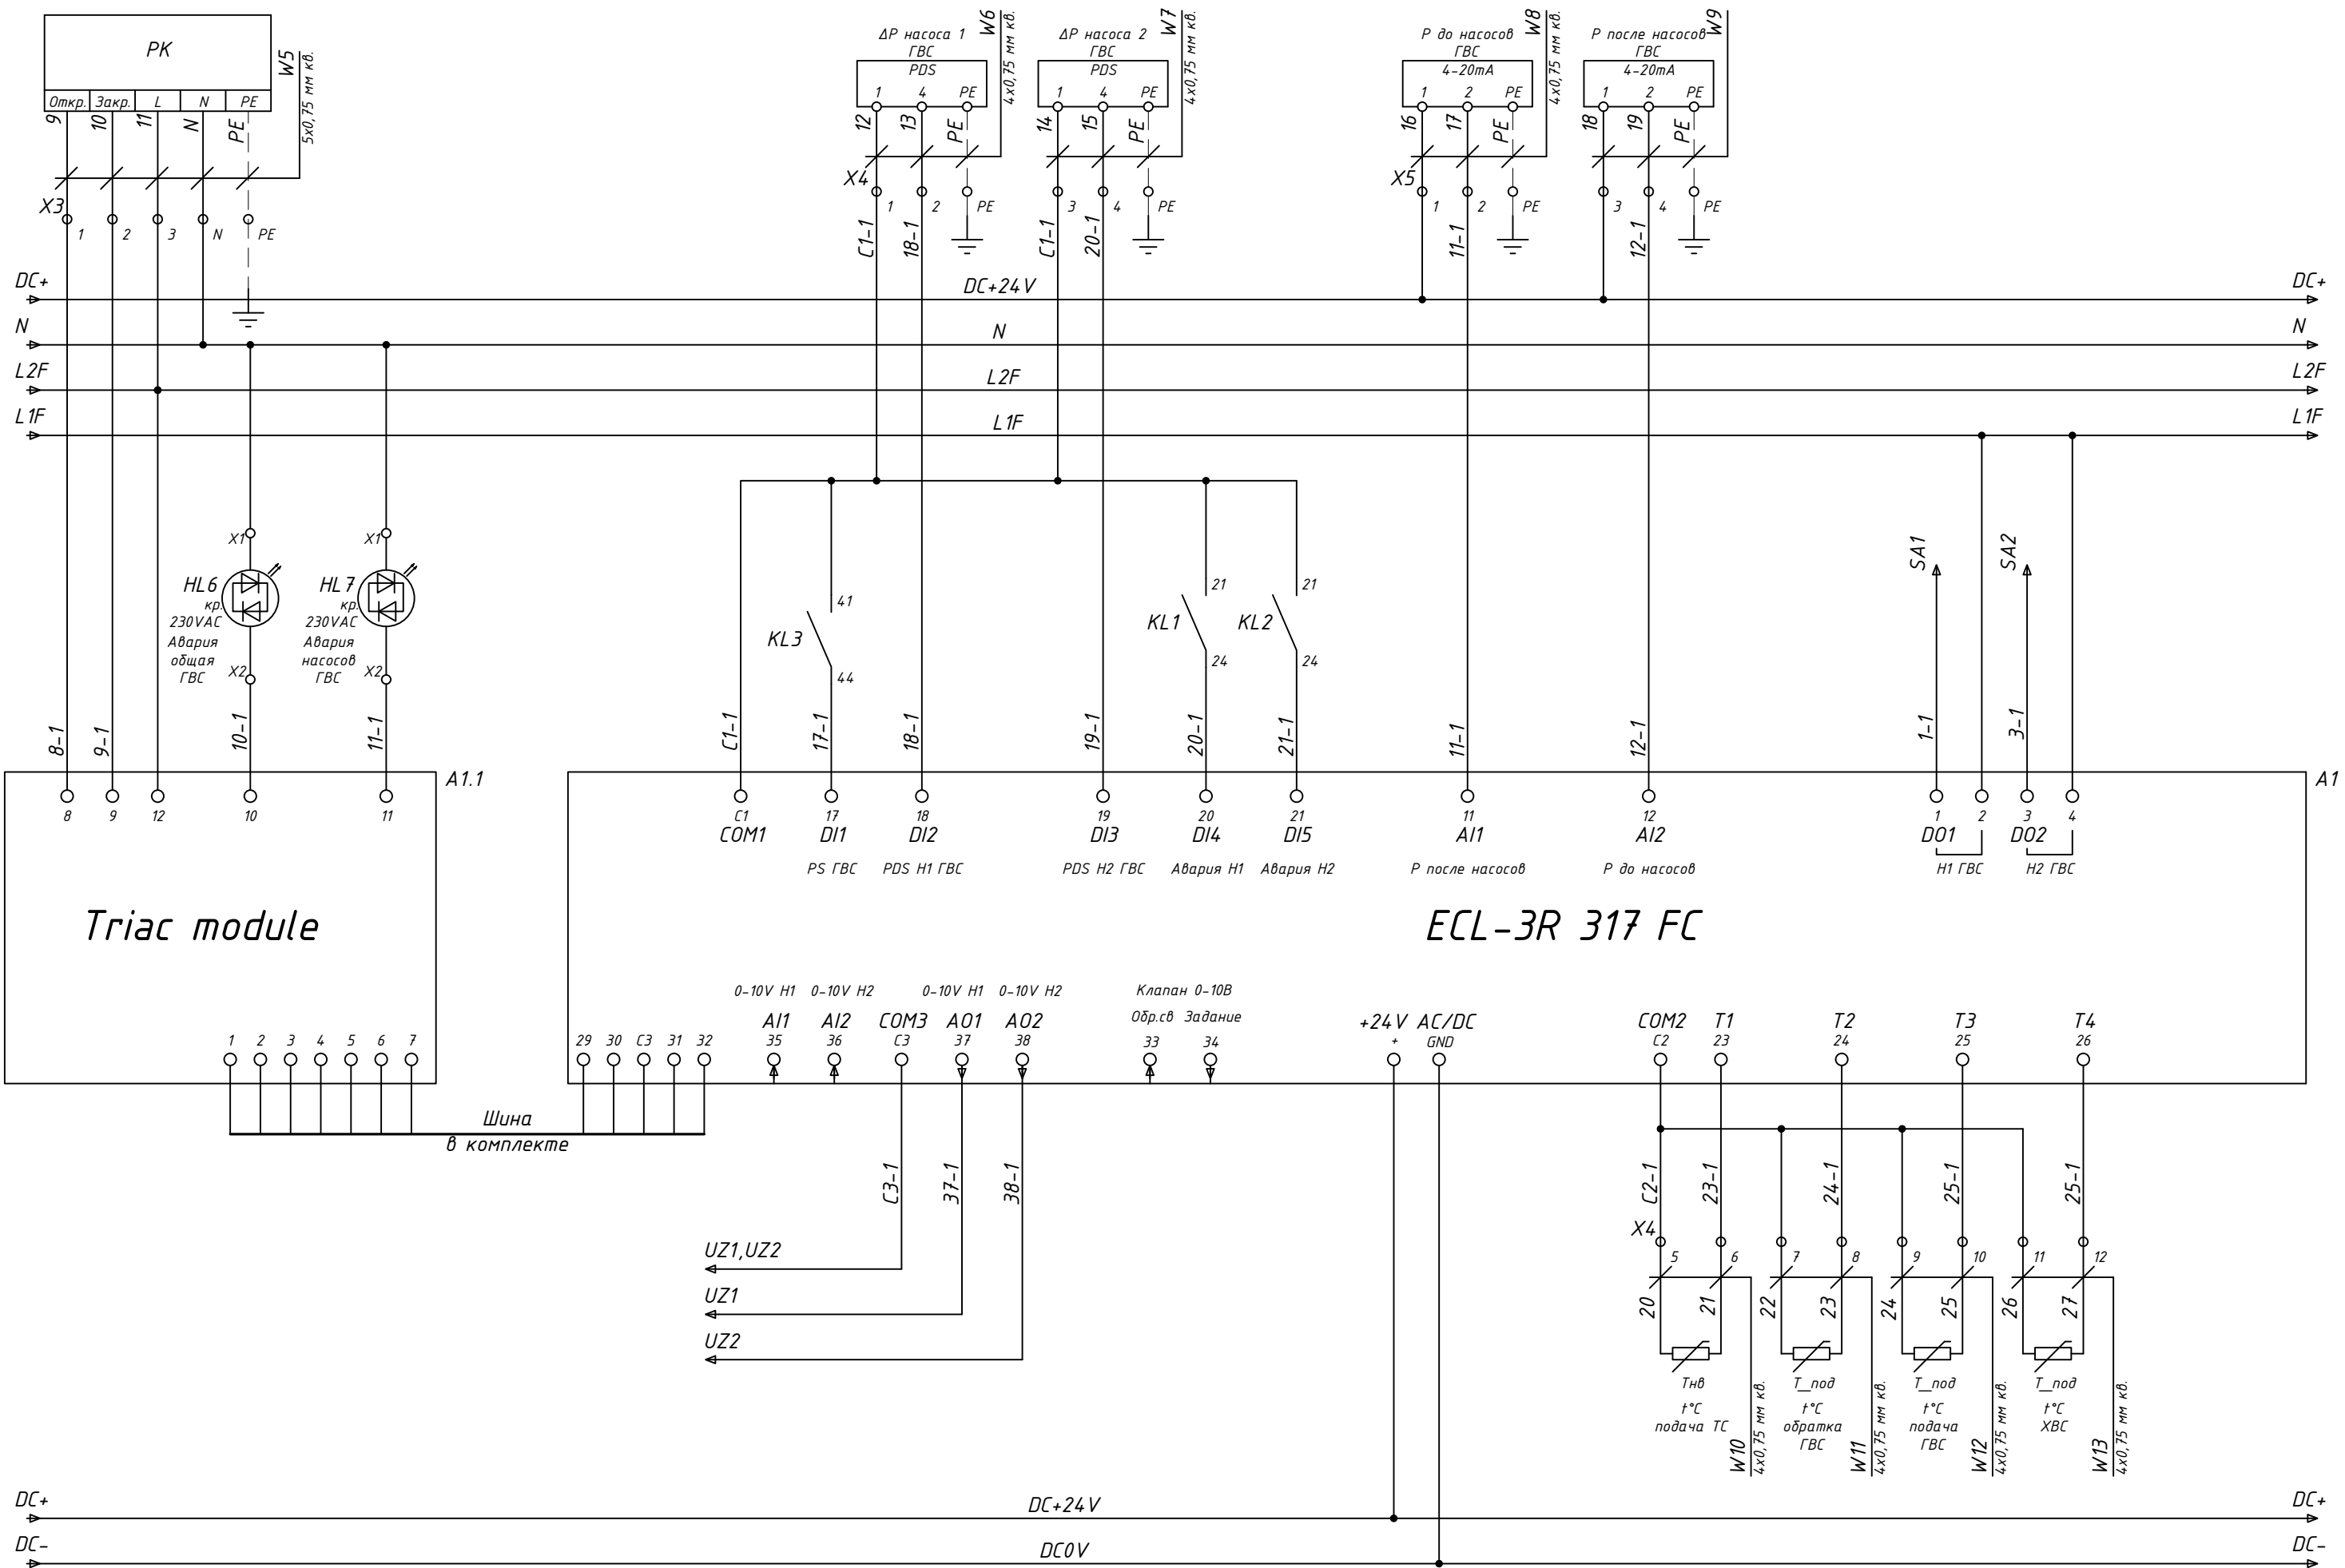 РК
Откр. Закр. L N PE
9 10 11 N PE
W5
5x0,75 мм кв.
X3
1 2 3 N PE
ΔP насоса 1
ГВС
PDS
1 4 PE
12 13 PE
W6
4x0,75 мм кв.
X4
1 2 PE
C1-1 18-1
ΔP насоса 2
ГВС
PDS
1 4 PE
14 15 PE
W7
4x0,75 мм кв.
3 4 PE
C1-1 20-1
P до насосов
ГВС
4-20mA
1 2 PE
16 17 PE
W8
4x0,75 мм кв.
X5
1 2 PE
11-1
P после насосов
ГВС
4-20mA
1 2 PE
18 19 PE
W9
3 4 PE
12-1
DC+ DC+24V DC+
N N N
L2F L2F L2F
L1F L1F L1F
X1 X1
HL6
кр.
230VAC
Авария
общая
ГВС
X2
HL7
кр.
230VAC
Авария
насосов
ГВС
X2
KL3
41
44
KL1
21
24
KL2
21
24
SA1 SA2
8-1 9-1 10-1 11-1 C1-1 17-1 18-1 19-1 20-1 21-1 11-1 12-1 1-1 3-1
A1.1 A1
8 9 12 10 11
C1 17 18 19 20 21 11 12 1 2 3 4
COM1 DI1 DI2 DI3 DI4 DI5 AI1 AI2 DO1 DO2
PS ГВС PDS Н1 ГВС PDS Н2 ГВС Авария Н1 Авария Н2 P после насосов P до насосов Н1 ГВС Н2 ГВС
Triac module
ECL-3R 317 FC
0-10V Н1 0-10V Н2 0-10V Н1 0-10V Н2 Клапан 0-10В
Обр.св Задание
AI1 AI2 COM3 AO1 AO2 +24V AC/DC COM2 T1 T2 T3 T4
1 2 3 4 5 6 7
29 30 C3 31 32 35 36 C3 37 38 33 34 + GND C2 23 24 25 26
Шина
в комплекте
C3-1 37-1 38-1
UZ1,UZ2
UZ1
UZ2
C2-1 23-1 24-1 25-1 25-1
X4
5 6 7 8 9 10 11 12
20 21 22 23 24 25 26 27
Tнв
t°C
подача ТС
W10
4x0,75 мм кв.
T_под
t°C
обратка
ГВС
W11
4x0,75 мм кв.
T_под
t°C
подача
ГВС
W12
4x0,75 мм кв.
T_под
t°C
ХВС
W13
4x0,75 мм кв.
DC+ DC+24V DC+
DC- DC0V DC-